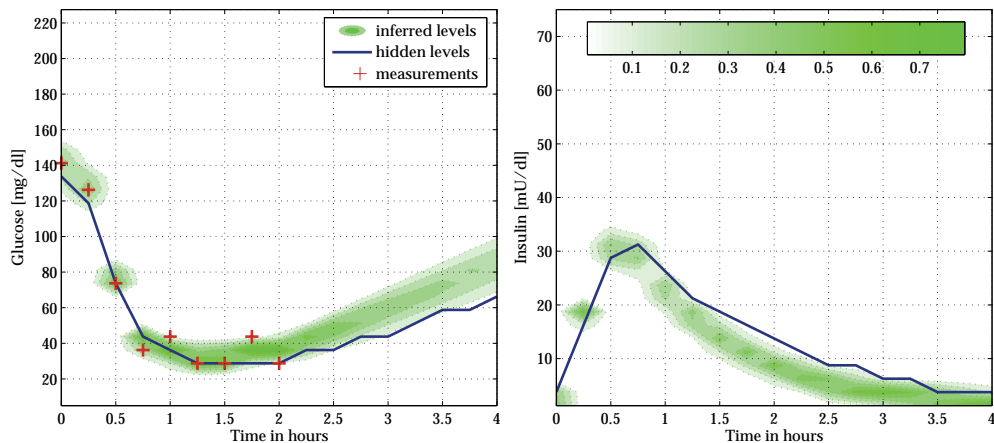 220
200
180
160
140
120
100
80
60
40
20
Glucose [mg/dl]
inferred levels
hidden levels
measurements
0 0.5 1 1.5 2 2.5 3 3.5 4
Time in hours
70
60
50
40
30
20
10
Insulin [mU/dl]
0.1 0.2 0.3 0.4 0.5 0.6 0.7
0 0.5 1 1.5 2 2.5 3 3.5 4
Time in hours